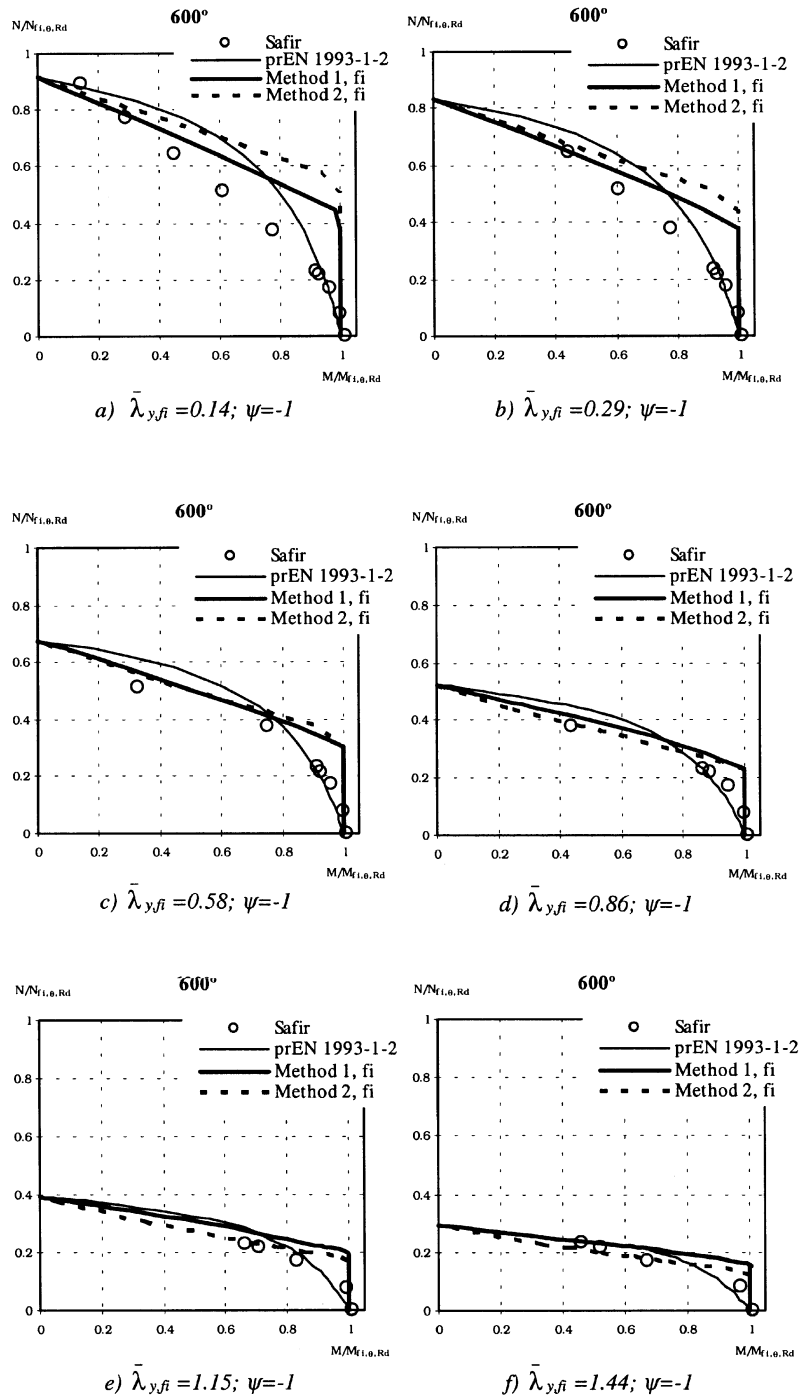 N/Nfi,θ,Rd
600°
Safir
prEN 1993-1-2
Method 1, fi
Method 2, fi
1
0.8
0.6
0.4
0.2
0
0 0.2 0.4 0.6 0.8 1
M/Mfi,θ,Rd
a) λ̄y,fi =0.14; ψ=-1
N/Nfi,θ,Rd
600°
Safir
prEN 1993-1-2
Method 1, fi
Method 2, fi
1
0.8
0.6
0.4
0.2
0
0 0.2 0.4 0.6 0.8 1
M/Mfi,θ,Rd
b) λ̄y,fi =0.29; ψ=-1
N/Nfi,θ,Rd
600°
Safir
prEN 1993-1-2
Method 1, fi
Method 2, fi
1
0.8
0.6
0.4
0.2
0
0 0.2 0.4 0.6 0.8 1
M/Mfi,θ,Rd
c) λ̄y,fi =0.58; ψ=-1
N/Nfi,θ,Rd
600°
Safir
prEN 1993-1-2
Method 1, fi
Method 2, fi
1
0.8
0.6
0.4
0.2
0
0 0.2 0.4 0.6 0.8 1
M/Mfi,θ,Rd
d) λ̄y,fi =0.86; ψ=-1
N/Nfi,θ,Rd
600°
Safir
prEN 1993-1-2
Method 1, fi
Method 2, fi
1
0.8
0.6
0.4
0.2
0
0 0.2 0.4 0.6 0.8 1
M/Mfi,θ,Rd
e) λ̄y,fi =1.15; ψ=-1
N/Nfi,θ,Rd
600°
Safir
prEN 1993-1-2
Method 1, fi
Method 2, fi
1
0.8
0.6
0.4
0.2
0
0 0.2 0.4 0.6 0.8 1
M/Mfi,θ,Rd
f) λ̄y,fi =1.44; ψ=-1